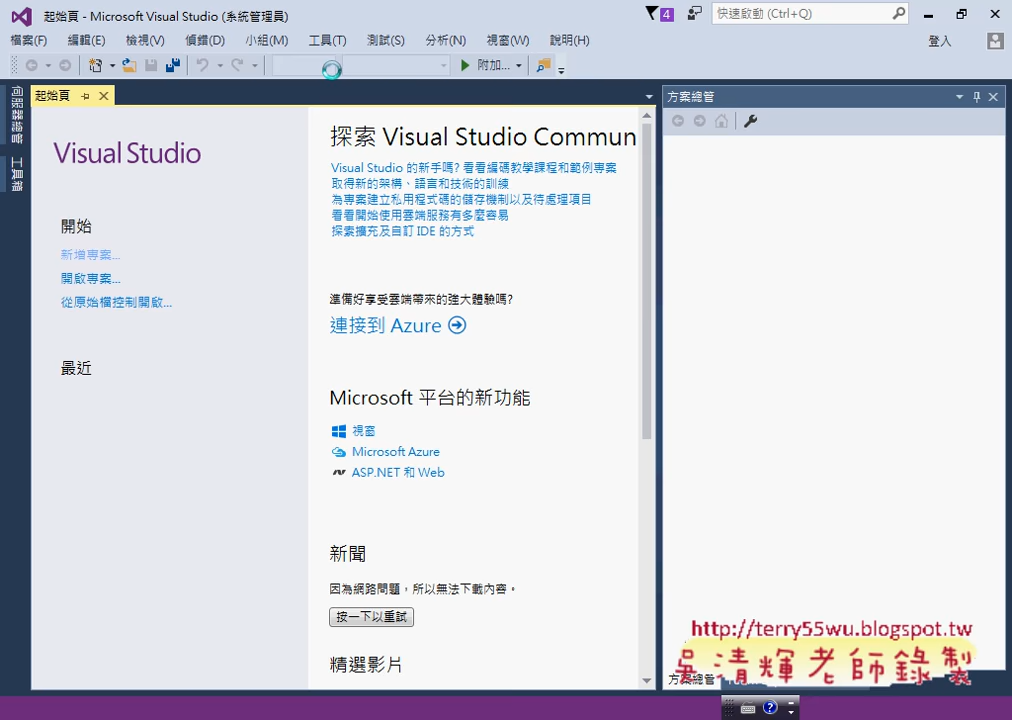 起始頁 - Microsoft Visual Studio (系統管理員)
4
快速啟動 (Ctrl+Q)
檔案(F) 編輯(E) 檢視(V) 偵錯(D) 小組(M) 工具(T) 測試(S) 分析(N) 視窗(W) 說明(H)
登入
附加...
伺服器總管
工具箱
起始頁
方案總管
Visual Studio
開始
新增專案...
開啟專案...
從原始檔控制開啟...
最近
探索 Visual Studio Commun
Visual Studio 的新手嗎? 看看編碼教學課程和範例專案
取得新的架構、語言和技術的訓練
為專案建立私用程式碼的儲存機制以及待處理項目
看看開始使用雲端服務有多麼容易
探索擴充及自訂 IDE 的方式
準備好享受雲端帶來的強大體驗嗎?
連接到 Azure
Microsoft 平台的新功能
視窗
Microsoft Azure
ASP.NET 和 Web
新聞
因為網路問題，所以無法下載內容。
按一下以重試
精選影片
http://terry55wu.blogspot.tw
吳清輝老師錄製
方案總管